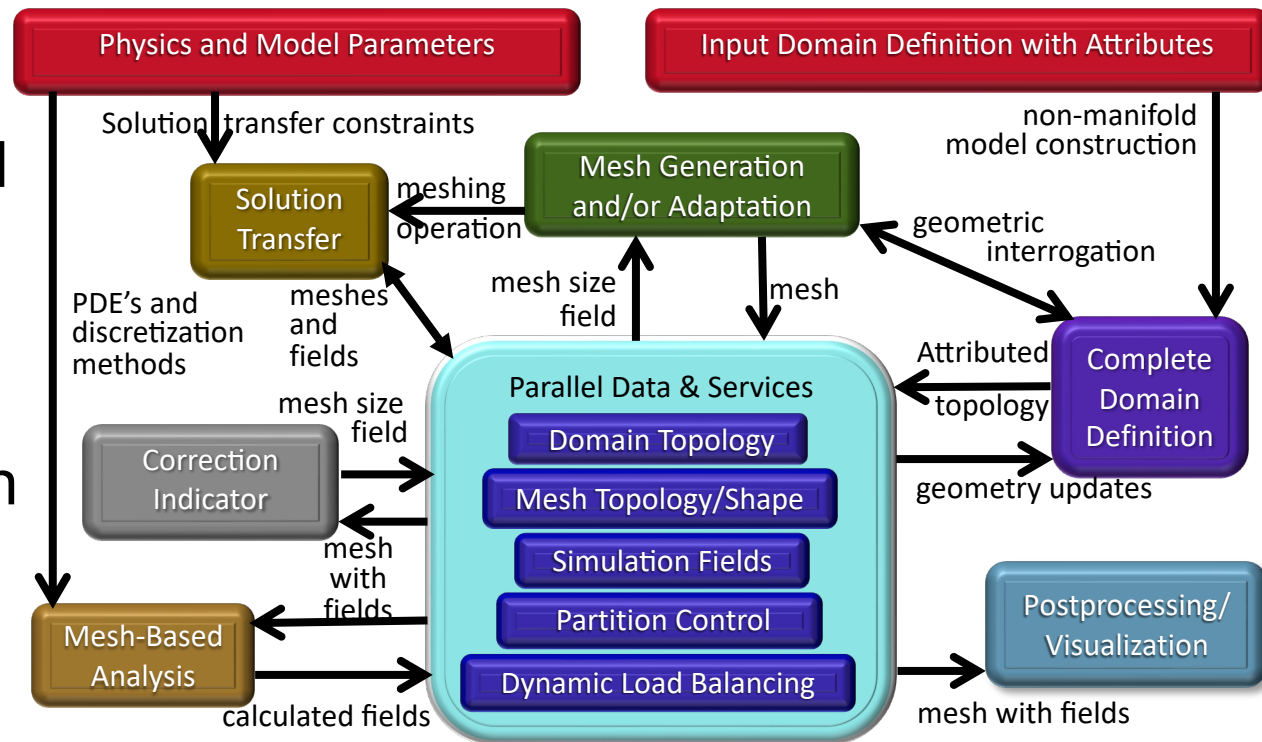 Physics and Model Parameters
Input Domain Definition with Attributes
Solution transfer constraints
non-manifold
model construction
d
Solution
Transfer
meshing
operation
Mesh Generation
and/or Adaptation
geometric
interrogation
PDE's and
discretization
methods
meshes
and
fields
mesh size
field
mesh
Attributed
topology
Complete
Domain
Definition
mesh size
field
Parallel Data & Services
Domain Topology
Mesh Topology/Shape
Simulation Fields
Partition Control
Dynamic Load Balancing
Correction
Indicator
n
geometry updates
mesh
with
fields
Mesh-Based
Analysis
calculated fields
Postprocessing/
Visualization
mesh with fields